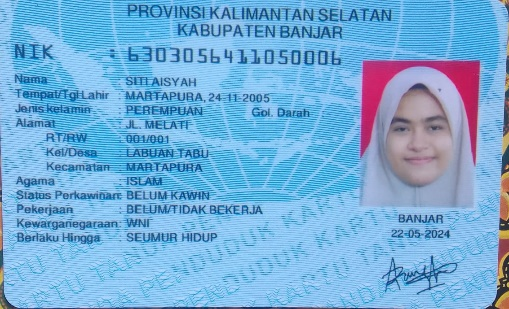 PROVINSI KALIMANTAN SELATAN
KABUPATEN BANJAR
NIK : 6303056411050006
Nama : SITI AISYAH
Tempat/Tgl Lahir : MARTAPURA, 24-11-2005
Jenis kelamin : PEREMPUAN Gol. Darah
Alamat : JL. MELATI
RT/RW : 001/001
Kel/Desa : LABUAN TABU
Kecamatan : MARTAPURA
Agama : ISLAM
Status Perkawinan: BELUM KAWIN
Pekerjaan : BELUM/TIDAK BEKERJA
Kewarganegaraan: WNI
Berlaku Hingga : SEUMUR HIDUP
BANJAR
22-05-2024